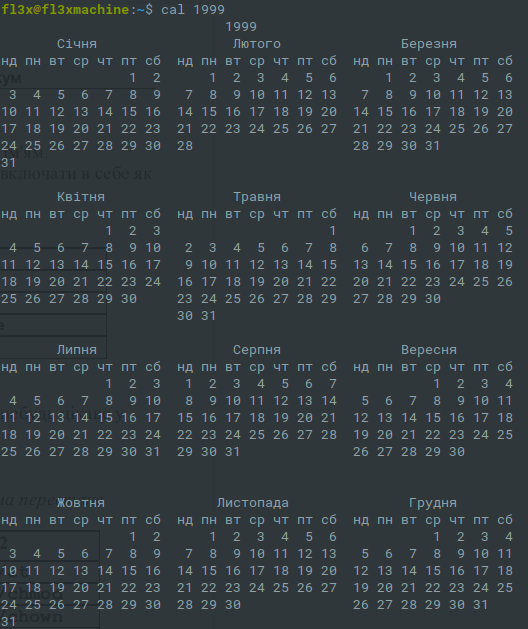 fl3x@fl3xmachine:~$ cal 1999
1999
Січня Лютого Березня
нд пн вт ср чт пт сб нд пн вт ср чт пт сб нд пн вт ср чт пт сб
1 2 1 2 3 4 5 6 1 2 3 4 5 6
3 4 5 6 7 8 9 7 8 9 10 11 12 13 7 8 9 10 11 12 13
10 11 12 13 14 15 16 14 15 16 17 18 19 20 14 15 16 17 18 19 20
17 18 19 20 21 22 23 21 22 23 24 25 26 27 21 22 23 24 25 26 27
24 25 26 27 28 29 30 28 28 29 30 31
31
включати в себе як
Квітня Травня Червня
нд пн вт ср чт пт сб нд пн вт ср чт пт сб нд пн вт ср чт пт сб
1 2 3 1 1 2 3 4 5
4 5 6 7 8 9 10 2 3 4 5 6 7 8 6 7 8 9 10 11 12
11 12 13 14 15 16 17 9 10 11 12 13 14 15 13 14 15 16 17 18 19
18 19 20 21 22 23 24 16 17 18 19 20 21 22 20 21 22 23 24 25 26
25 26 27 28 29 30 23 24 25 26 27 28 29 27 28 29 30
30 31
Липня Серпня Вересня
нд пн вт ср чт пт сб нд пн вт ср чт пт сб нд пн вт ср чт пт сб
1 2 3 1 2 3 4 5 6 7 1 2 3 4
4 5 6 7 8 9 10 8 9 10 11 12 13 14 5 6 7 8 9 10 11
11 12 13 14 15 16 17 15 16 17 18 19 20 21 12 13 14 15 16 17 18
18 19 20 21 22 23 24 22 23 24 25 26 27 28 19 20 21 22 23 24 25
25 26 27 28 29 30 31 29 30 31 26 27 28 29 30
Жовтня Листопада Грудня
нд пн вт ср чт пт сб нд пн вт ср чт пт сб нд пн вт ср чт пт сб
1 2 1 2 3 4 5 6 1 2 3 4
3 4 5 6 7 8 9 7 8 9 10 11 12 13 5 6 7 8 9 10 11
10 11 12 13 14 15 16 14 15 16 17 18 19 20 12 13 14 15 16 17 18
17 18 19 20 21 22 23 21 22 23 24 25 26 27 19 20 21 22 23 24 25
24 25 26 27 28 29 30 28 29 30 26 27 28 29 30 31
31